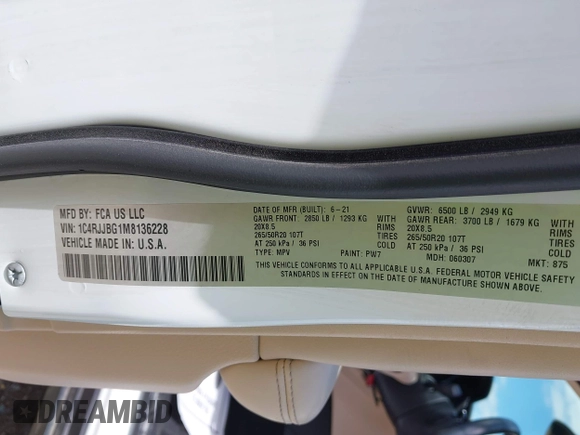 MFD BY: FCA US LLC
VIN: 1C4RJJBG1M8136228
VEHICLE MADE IN: U.S.A.
DATE OF MFR (BUILT): 6-21
GAWR FRONT: 2850 LB / 1293 KG WITH
20X8.5 RIMS
265/50R20 107T TIRES
AT 250 kPa / 36 PSI COLD
TYPE: MPV PAINT: PW7
GVWR: 6500 LB / 2949 KG
GAWR REAR: 3700 LB / 1679 KG WITH
20X8.5 RIMS
265/50R20 107T TIRES
AT 250 kPa / 36 PSI COLD
MDH: 060307 MKT: 875
THIS VEHICLE CONFORMS TO ALL APPLICABLE U.S.A. FEDERAL MOTOR VEHICLE SAFETY
STANDARDS IN EFFECT ON THE DATE OF MANUFACTURE SHOWN ABOVE.
DREAMBID